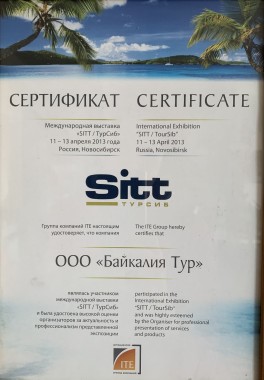 СЕРТИФИКАТ CERTIFICATE
Международная выставка
«SITT / ТурСиб»
11 – 13 апреля 2013 года
Россия, Новосибирск
International Exhibition
"SITT / TourSib"
11 – 13 April 2013
Russia, Novosibirsk
Sitt
ТУРСИБ
Группа компаний ITE настоящим
удостоверяет, что компания
The ITE Group hereby
certifies that
ООО «Байкалия Тур»
являлась участником
международной выставки
«SITT / ТурСиб»
и была удостоена высокой оценки
организаторов за актуальность и
профессионализм представленной
экспозиции
participated in the
International Exhibition
"SITT / TourSib"
and was highly esteemed
by the Organiser for professional
presentation of services
and products
ITE